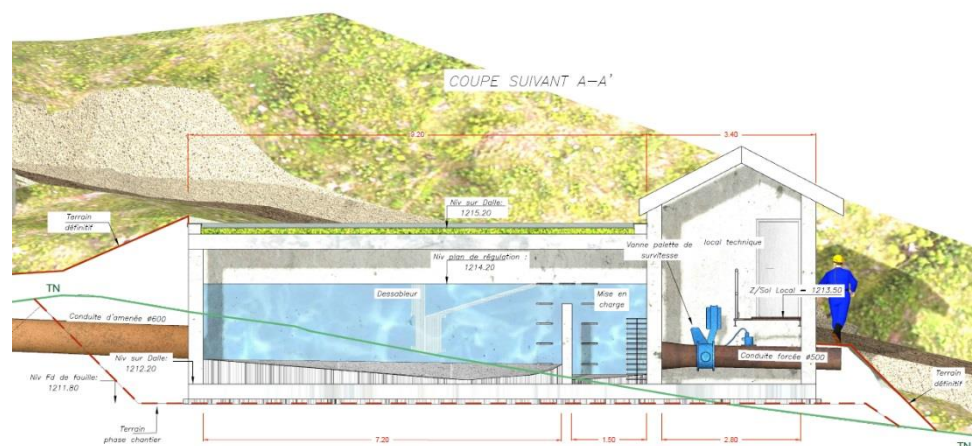 COUPE SUIVANT A-A'
9.20
3.40
Terrain
définitif
Niv sur Dalle:
1215.20
Vanne palette de
survitesse
local technique
Niv plan de régulation :
1214.20
TN
Dessableur
Mise en
charge
Z/Sol Local = 1213.50
Conduite d'amenée ø600
Conduite forcée ø500
Niv sur Dalle:
1212.20
Niv Fd de fouille:
1211.80
Terrain
définitif
Terrain
phase chantier
7.20
1.50
2.80
TN